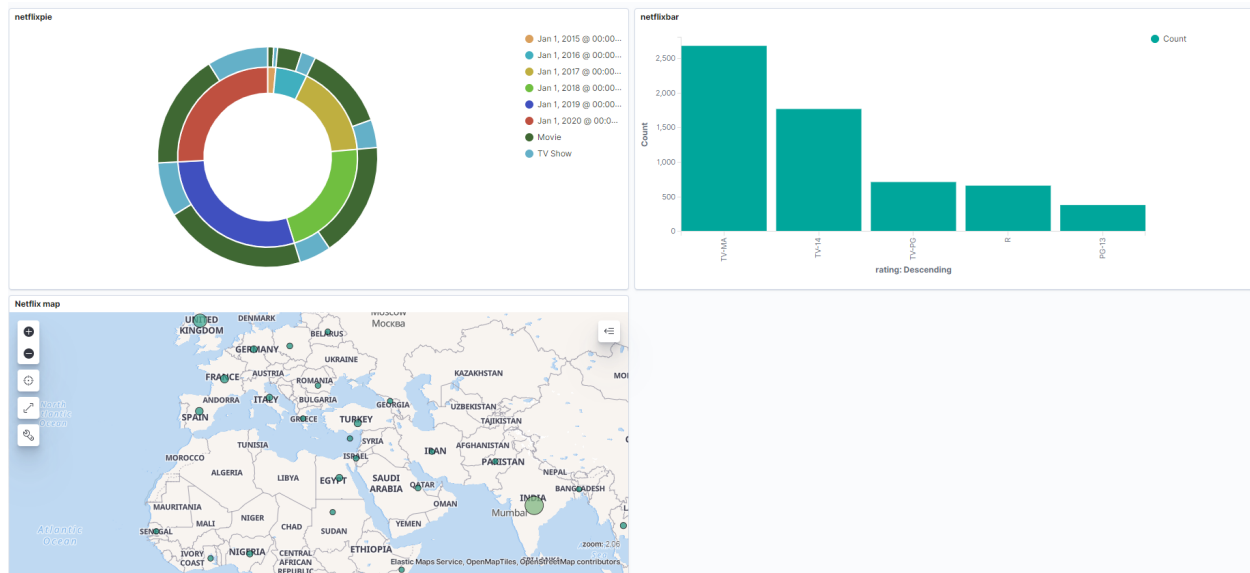 netflixpie
Jan 1, 2015 @ 00:00...
Jan 1, 2016 @ 00:00...
Jan 1, 2017 @ 00:00...
Jan 1, 2018 @ 00:00...
Jan 1, 2019 @ 00:00...
Jan 1, 2020 @ 00:0...
Movie
TV Show
netflixbar
Count
2,500
2,000
1,500
1,000
500
0
Count
TV-MA
TV-14
TV-PG
R
PG-13
rating: Descending
Netflix map
Moscow
Москва
UNITED
KINGDOM
DENMARK
BELARUS
GERMANY
UKRAINE
FRANCE
AUSTRIA
ROMANIA
KAZAKHSTAN
ANDORRA
ITALY
BULGARIA
GEORGIA
UZBEKISTAN
North
Atlantic
Ocean
SPAIN
GREECE
TURKEY
TAJIKISTAN
TUNISIA
SYRIA
AFGHANISTAN
MOROCCO
ISRAEL
IRAN
PAKISTAN
ALGERIA
LIBYA
EGYPT
SAUDI
ARABIA
QATAR
NEPAL
BANGLADESH
MAURITANIA
OMAN
INDIA
Mumbai
MALI
NIGER
CHAD
SUDAN
YEMEN
Atlantic
Ocean
SENEGAL
IVORY
COAST
NIGERIA
CENTRAL
AFRICAN
REPUBLIC
ETHIOPIA
zoom: 2.06
Elastic Maps Service, OpenMapTiles, OpenStreetMap contributors